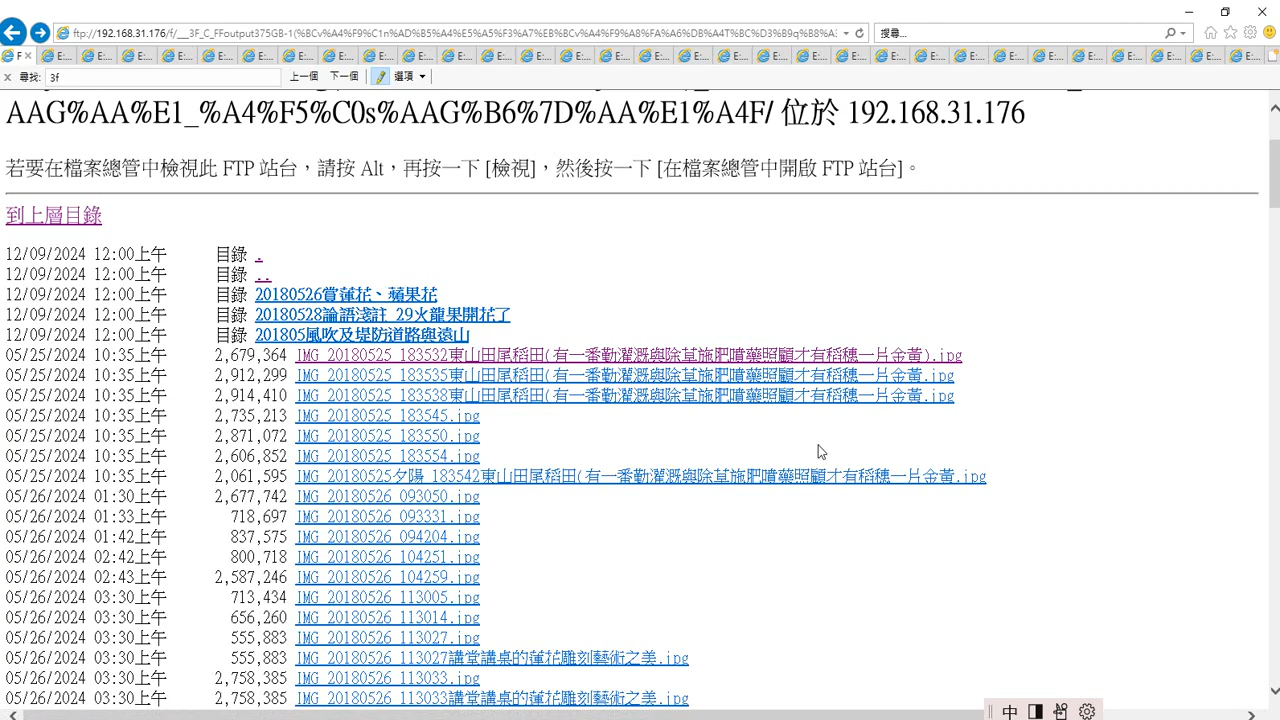 搜尋...
尋找: 3f 上一個 下一個 選項
AAG%AA%E1_%A4%F5%C0s%AAG%B6%7D%AA%E1%A4F/ 位於 192.168.31.176
若要在檔案總管中檢視此 FTP 站台，請按 Alt，再按一下 [檢視]，然後按一下 [在檔案總管中開啟 FTP 站台]。
到上層目錄
12/09/2024 12:00上午 目錄 .
12/09/2024 12:00上午 目錄 ..
12/09/2024 12:00上午 目錄 20180526賞蓮花、蘋果花
12/09/2024 12:00上午 目錄 20180528論語淺註_29火龍果開花了
12/09/2024 12:00上午 目錄 201805風吹及堤防道路與遠山
05/25/2024 10:35上午 2,679,364 IMG_20180525_183532東山田尾稻田(有一番勤灌溉與除草施肥噴藥照顧才有稻穗一片金黃).jpg
05/25/2024 10:35上午 2,912,299 IMG_20180525_183535東山田尾稻田(有一番勤灌溉與除草施肥噴藥照顧才有稻穗一片金黃.jpg
05/25/2024 10:35上午 2,914,410 IMG_20180525_183538東山田尾稻田(有一番勤灌溉與除草施肥噴藥照顧才有稻穗一片金黃.jpg
05/25/2024 10:35上午 2,735,213 IMG_20180525_183545.jpg
05/25/2024 10:35上午 2,871,072 IMG_20180525_183550.jpg
05/25/2024 10:35上午 2,606,852 IMG_20180525_183554.jpg
05/25/2024 10:35上午 2,061,595 IMG_20180525夕陽_183542東山田尾稻田(有一番勤灌溉與除草施肥噴藥照顧才有稻穗一片金黃.jpg
05/26/2024 01:30上午 2,677,742 IMG_20180526_093050.jpg
05/26/2024 01:33上午 718,697 IMG_20180526_093331.jpg
05/26/2024 01:42上午 837,575 IMG_20180526_094204.jpg
05/26/2024 02:42上午 800,718 IMG_20180526_104251.jpg
05/26/2024 02:43上午 2,587,246 IMG_20180526_104259.jpg
05/26/2024 03:30上午 713,434 IMG_20180526_113005.jpg
05/26/2024 03:30上午 656,260 IMG_20180526_113014.jpg
05/26/2024 03:30上午 555,883 IMG_20180526_113027.jpg
05/26/2024 03:30上午 555,883 IMG_20180526_113027講堂講桌的蓮花雕刻藝術之美.jpg
05/26/2024 03:30上午 2,758,385 IMG_20180526_113033.jpg
05/26/2024 03:30上午 2,758,385 IMG_20180526_113033講堂講桌的蓮花雕刻藝術之美.jpg
中